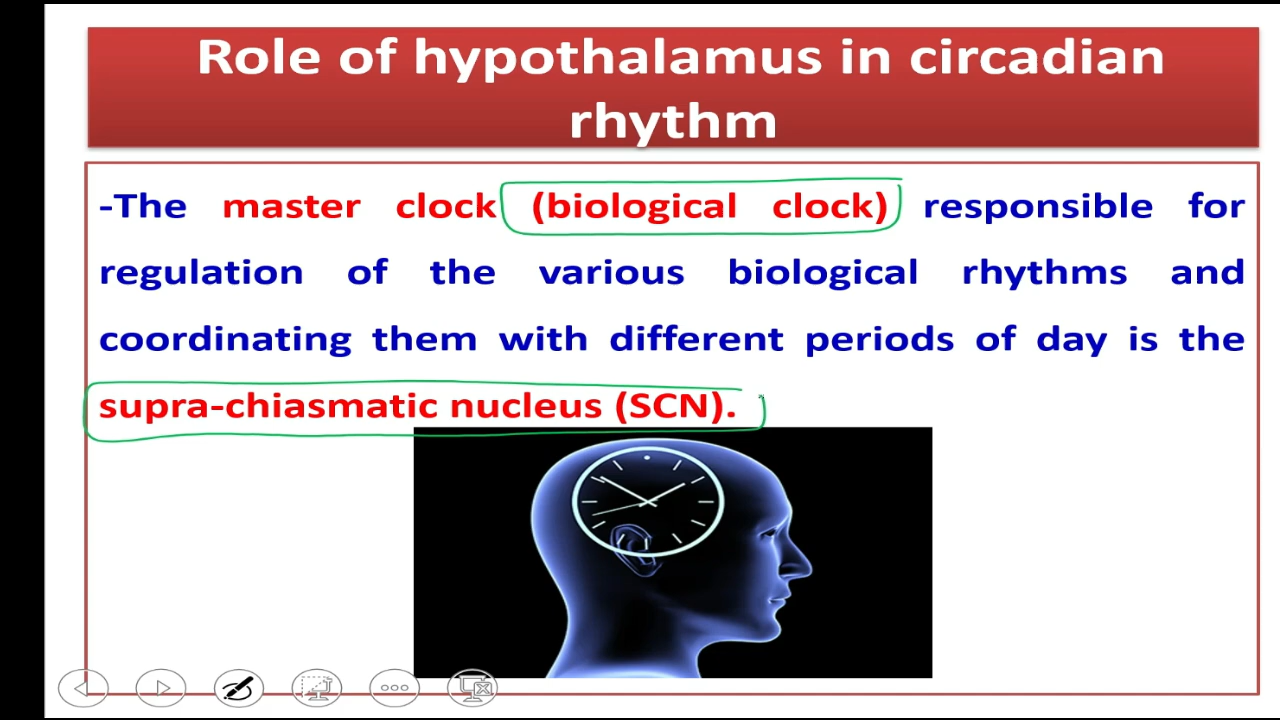 Role of hypothalamus in circadian
rhythm
-The master clock (biological clock) responsible for
regulation of the various biological rhythms and
coordinating them with different periods of day is the
supra-chiasmatic nucleus (SCN).